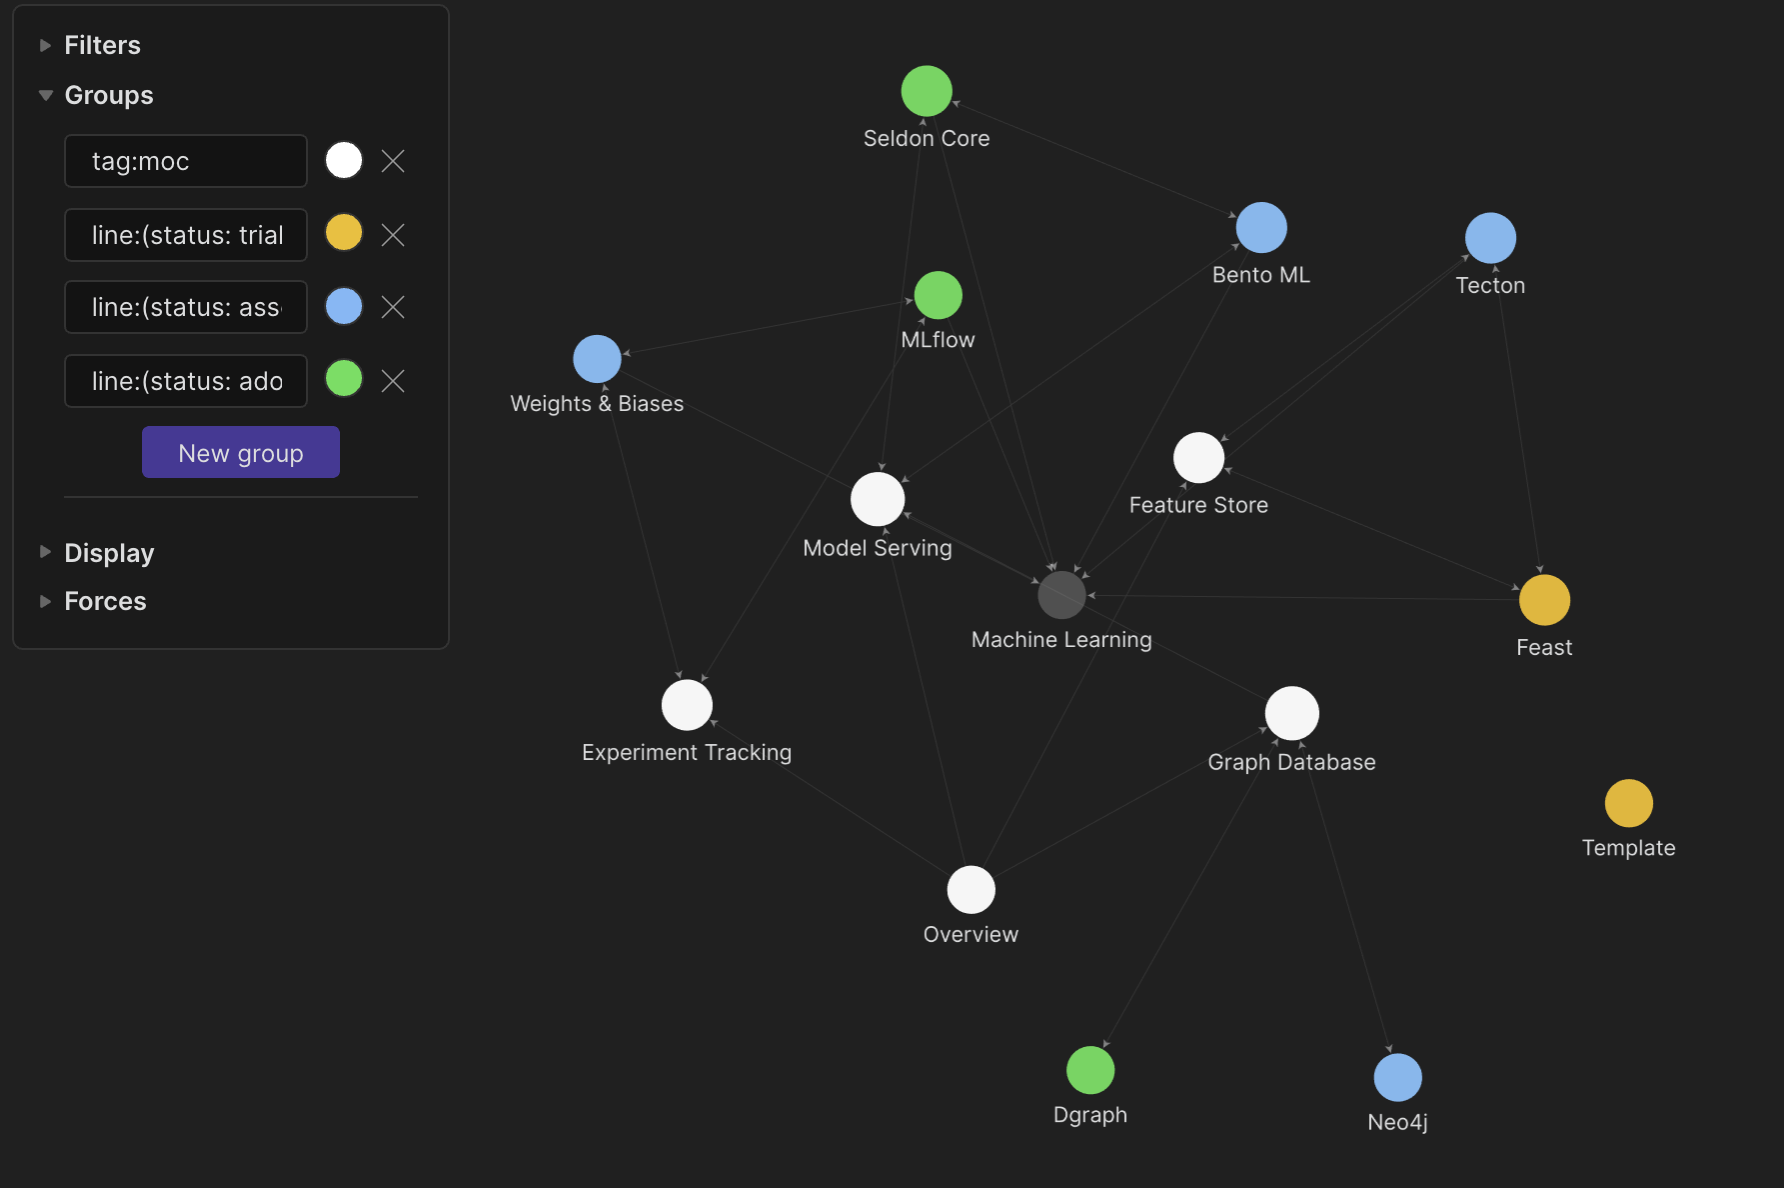 Filters
Groups
tag:moc
line:(status: trial
line:(status: ass
line:(status: ado
New group
Display
Forces
Seldon Core
Bento ML
Tecton
MLflow
Weights & Biases
Feature Store
Model Serving
Machine Learning
Feast
Experiment Tracking
Graph Database
Template
Overview
Dgraph
Neo4j